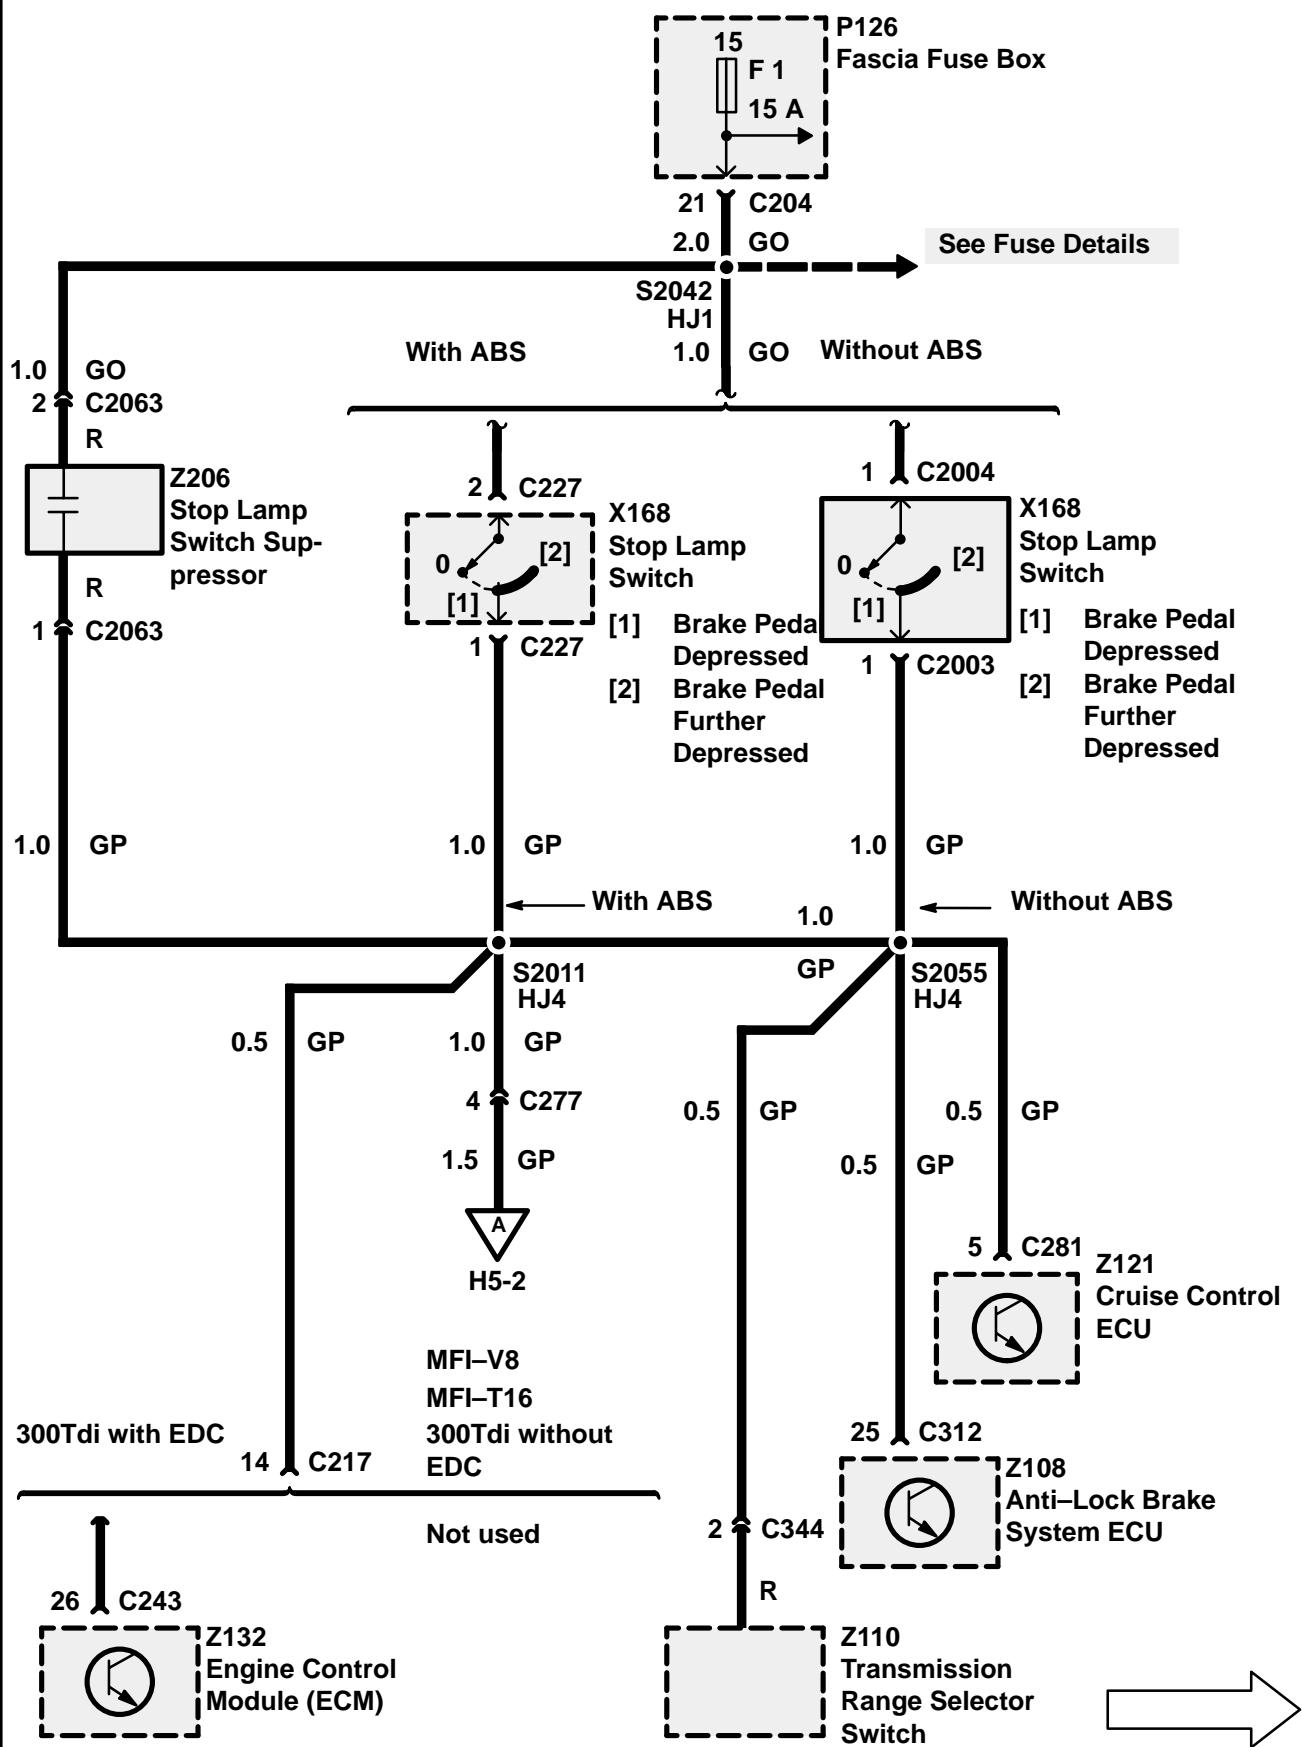 P126
Fascia Fuse Box
15
F 1
15 A
21 C204
2.0 GO
See Fuse Details
S2042
HJ1
With ABS
1.0 GO
Without ABS
1.0 GO
2 C2063
R
Z206
Stop Lamp
Switch Sup-
pressor
R
1 C2063
2 C227
X168
Stop Lamp
Switch
0
[2]
[1]
1 C227
[1] Brake Pedal
Depressed
[2] Brake Pedal
Further
Depressed
1 C2004
X168
Stop Lamp
Switch
0
[2]
[1]
1 C2003
[1] Brake Pedal
Depressed
[2] Brake Pedal
Further
Depressed
1.0 GP
1.0 GP
1.0 GP
With ABS
1.0
GP
Without ABS
S2011
HJ4
S2055
HJ4
0.5 GP
1.0 GP
4 C277
1.5 GP
A
H5-2
0.5 GP
0.5 GP
0.5 GP
5 C281
Z121
Cruise Control
ECU
MFI–V8
MFI–T16
300Tdi without
EDC
300Tdi with EDC
14 C217
Not used
25 C312
Z108
Anti–Lock Brake
System ECU
2 C344
R
26 C243
Z132
Engine Control
Module (ECM)
Z110
Transmission
Range Selector
Switch